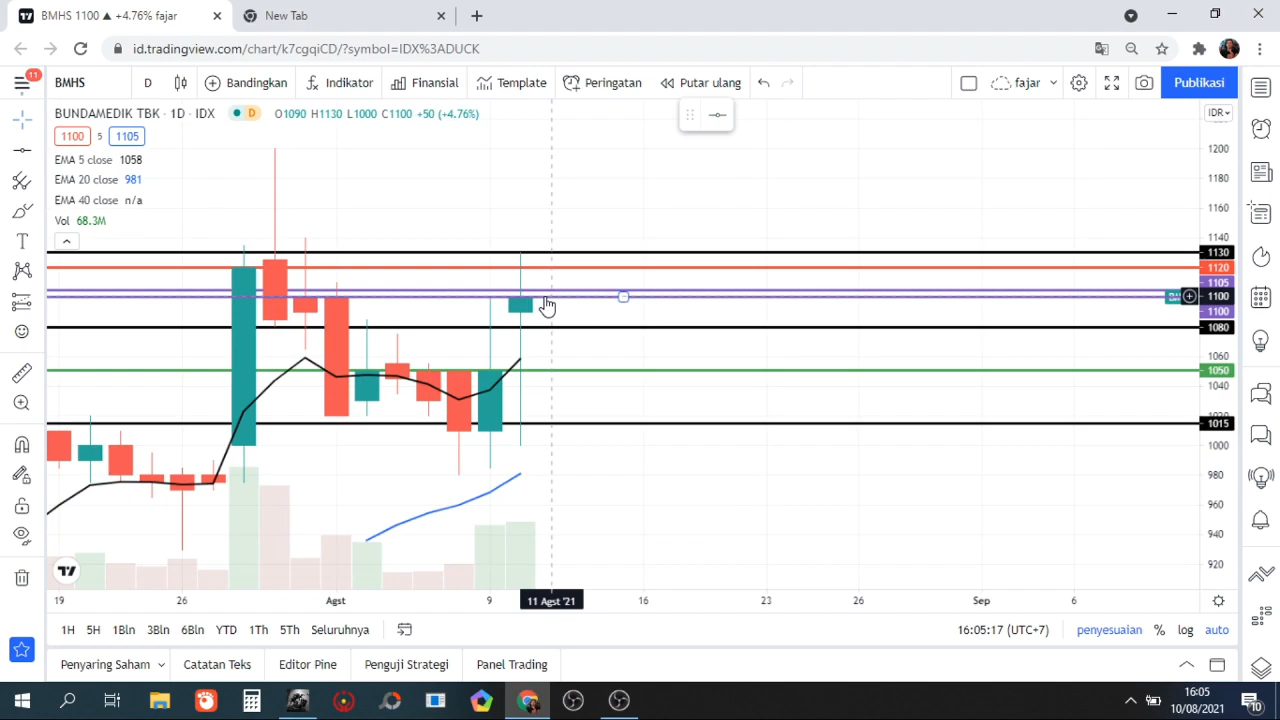 BMHS 1100 ▲ +4.76% fajar
New Tab
id.tradingview.com/chart/k7cgqiCD/?symbol=IDX%3ADUCK
11
BMHS
D
Bandingkan
Indikator
Finansial
Template
Peringatan
Putar ulang
fajar
Publikasi
BUNDAMEDIK TBK · 1D · IDX
D
O1090 H1130 L1000 C1100 +50 (+4.76%)
IDR
1100 5 1105
EMA 5 close 1058
EMA 20 close 981
EMA 40 close n/a
Vol 68.3M
1200
1180
1160
1140
1130
1120
1105
1100
1100
1080
1060
1050
1040
1015
1000
980
960
940
920
19
26
Agst
9
11 Agst '21
16
23
26
Sep
6
1H 5H 1Bln 3Bln 6Bln YTD 1Th 5Th Seluruhnya
16:05:17 (UTC+7)
penyesuaian % log auto
Penyaring Saham
Catatan Teks
Editor Pine
Penguji Strategi
Panel Trading
16:05
10/08/2021
10